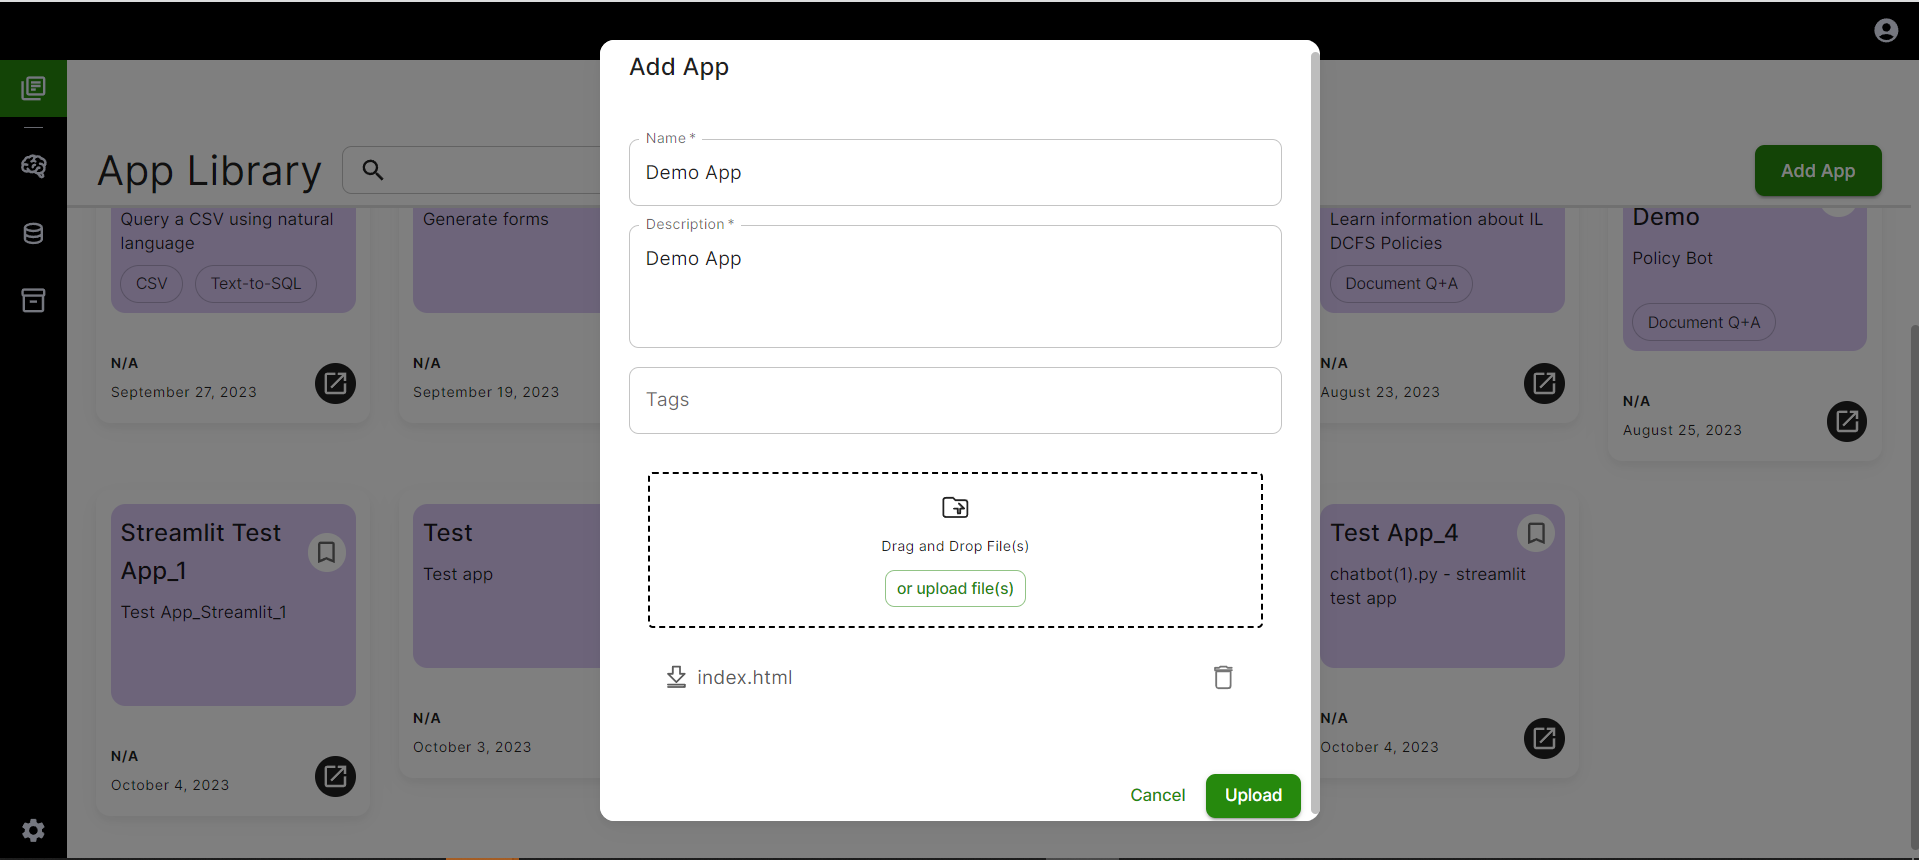 Add App
Name *
Demo App
Description *
Demo App
Tags
Drag and Drop File(s)
or upload file(s)
index.html
Cancel
Upload
App Library
Add App
Query a CSV using natural
language
CSV
Text-to-SQL
N/A
September 27, 2023
Generate forms
N/A
September 19, 2023
Learn information about IL
DCFS Policies
Document Q+A
N/A
August 23, 2023
Demo
Policy Bot
Document Q+A
N/A
August 25, 2023
Streamlit Test
App_1
Test App_Streamlit_1
N/A
October 4, 2023
Test
Test app
N/A
October 3, 2023
Test App_4
chatbot(1).py - streamlit
test app
N/A
October 4, 2023